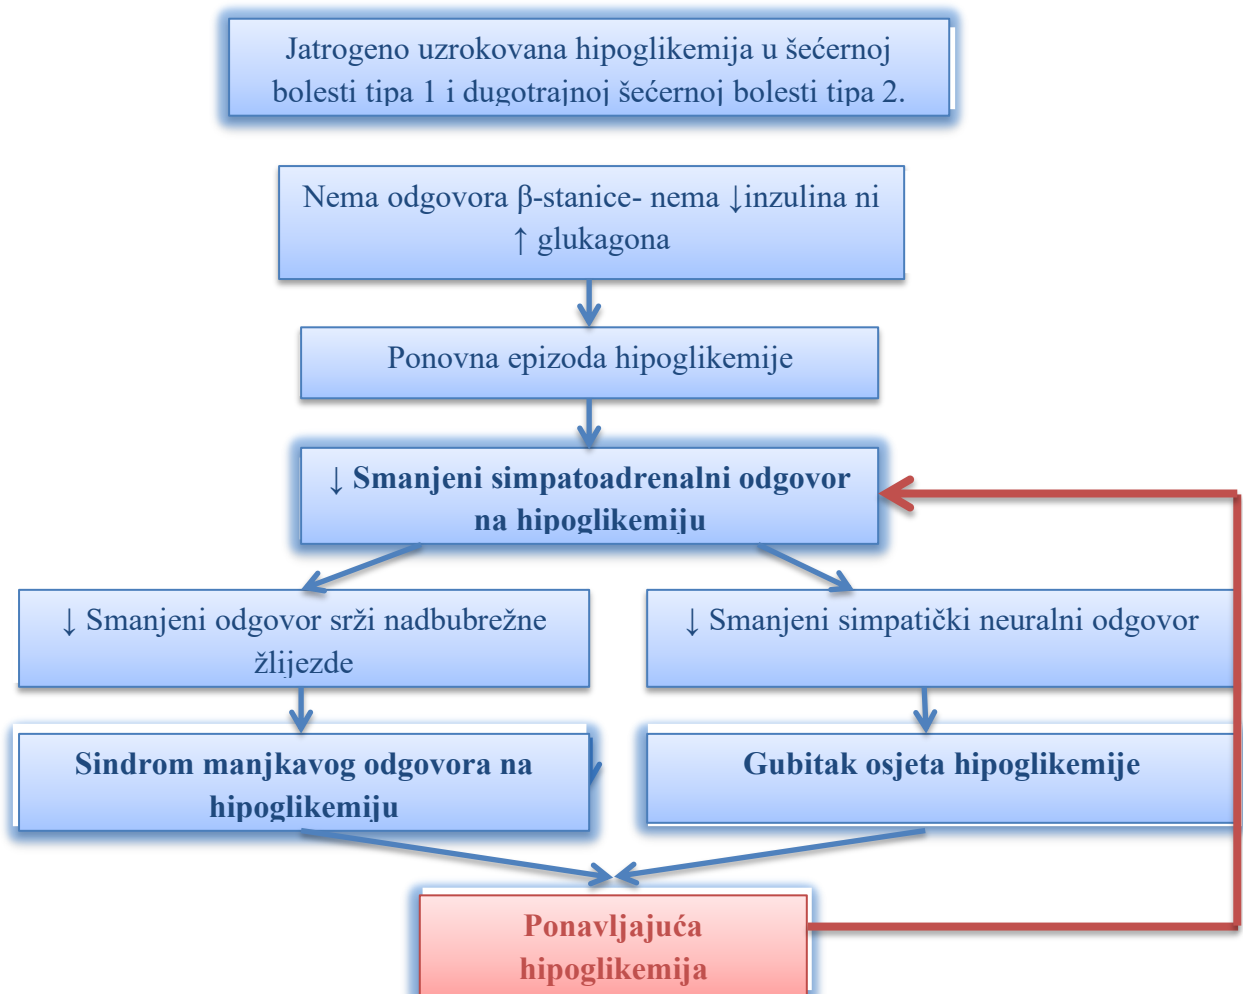 Jatrogeno uzrokovana hipoglikemija u šećernoj
bolesti tipa 1 i dugotrajnoj šećernoj bolesti tipa 2.
Nema odgovora β-stanice- nema ↓inzulina ni
↑ glukagona
Ponovna epizoda hipoglikemije
↓ Smanjeni simpatoadrenalni odgovor
na hipoglikemiju
↓ Smanjeni odgovor srži nadbubrežne
žlijezde
↓ Smanjeni simpatički neuralni odgovor
Sindrom manjkavog odgovora na
hipoglikemiju
Gubitak osjeta hipoglikemije
Ponavljajuća
hipoglikemija